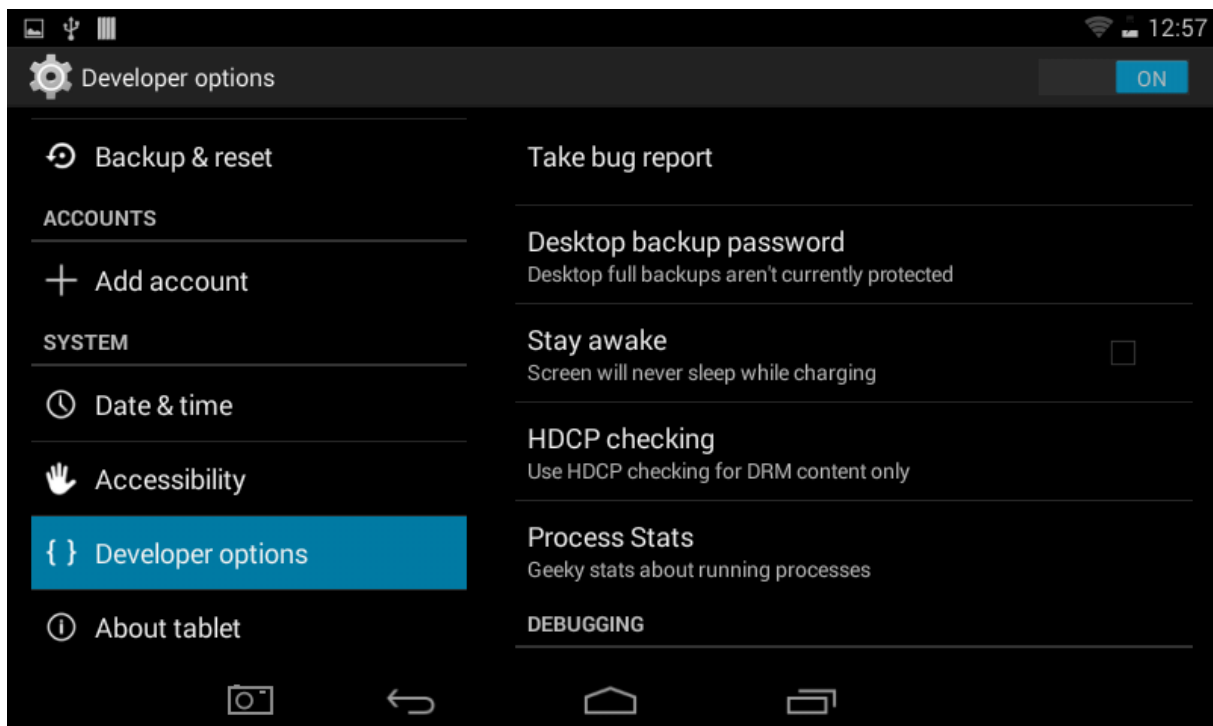 12:57
Developer options
ON
Backup & reset
ACCOUNTS
Add account
SYSTEM
Date & time
Accessibility
{ } Developer options
About tablet
Take bug report
Desktop backup password
Desktop full backups aren't currently protected
Stay awake
Screen will never sleep while charging
HDCP checking
Use HDCP checking for DRM content only
Process Stats
Geeky stats about running processes
DEBUGGING